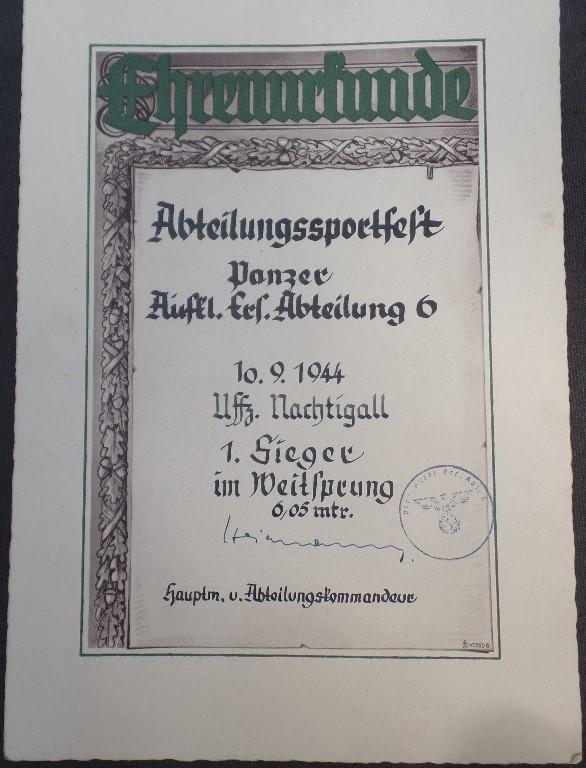 Ehrenurkunde
Abteilungssportfest
Panzer
Aufkl. Ers. Abteilung 6
10. 9. 1944
Uffz. Nachtigall
1. Sieger
im Weitsprung
6,05 mtr.
Hauptm. u. Abteilungskommandeur